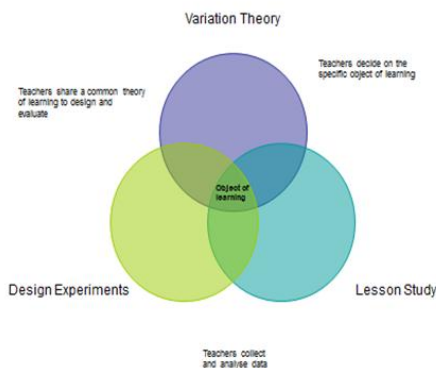 Variation Theory
Teachers share a common theory
of learning to design and
evaluate
Teachers decide on the
specific object of learning
Object of
learning
Design Experiments
Lesson Study
Teachers collect
and analyse data